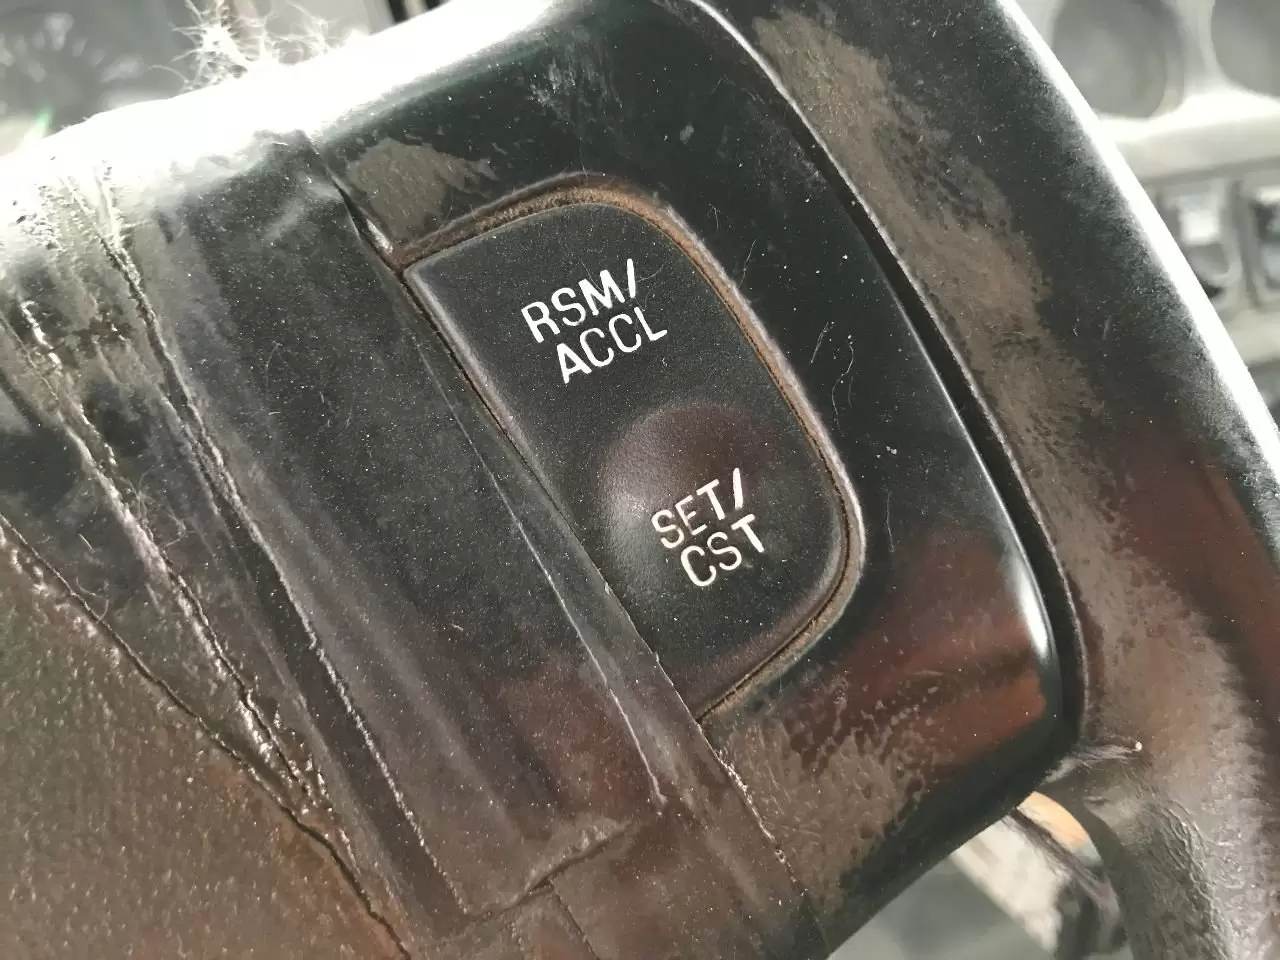 RSM/
ACCL
SET/
CST